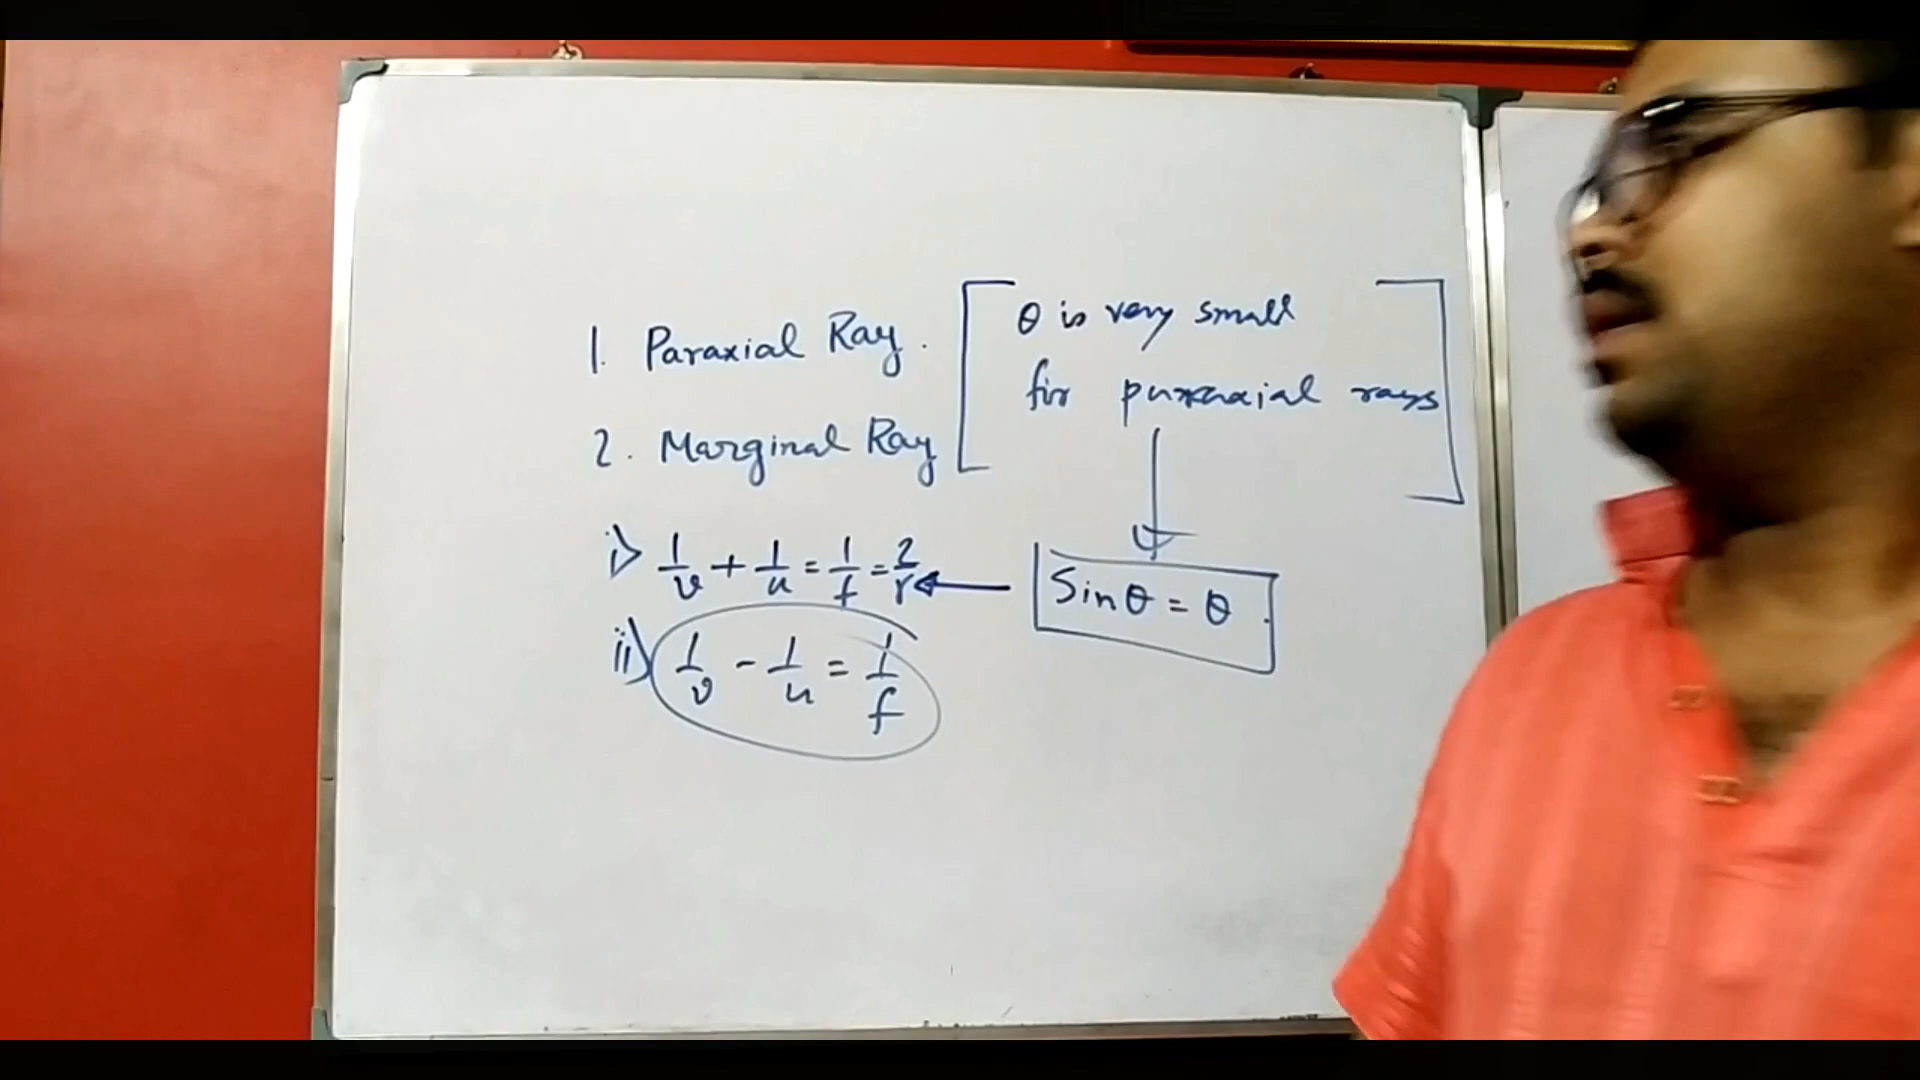 1. Paraxial Ray.
2. Marginal Ray
θ is very small
for paraxial rays
Sinθ = θ
i) 1/v + 1/u = 1/f = 2/r
ii) 1/v - 1/u = 1/f